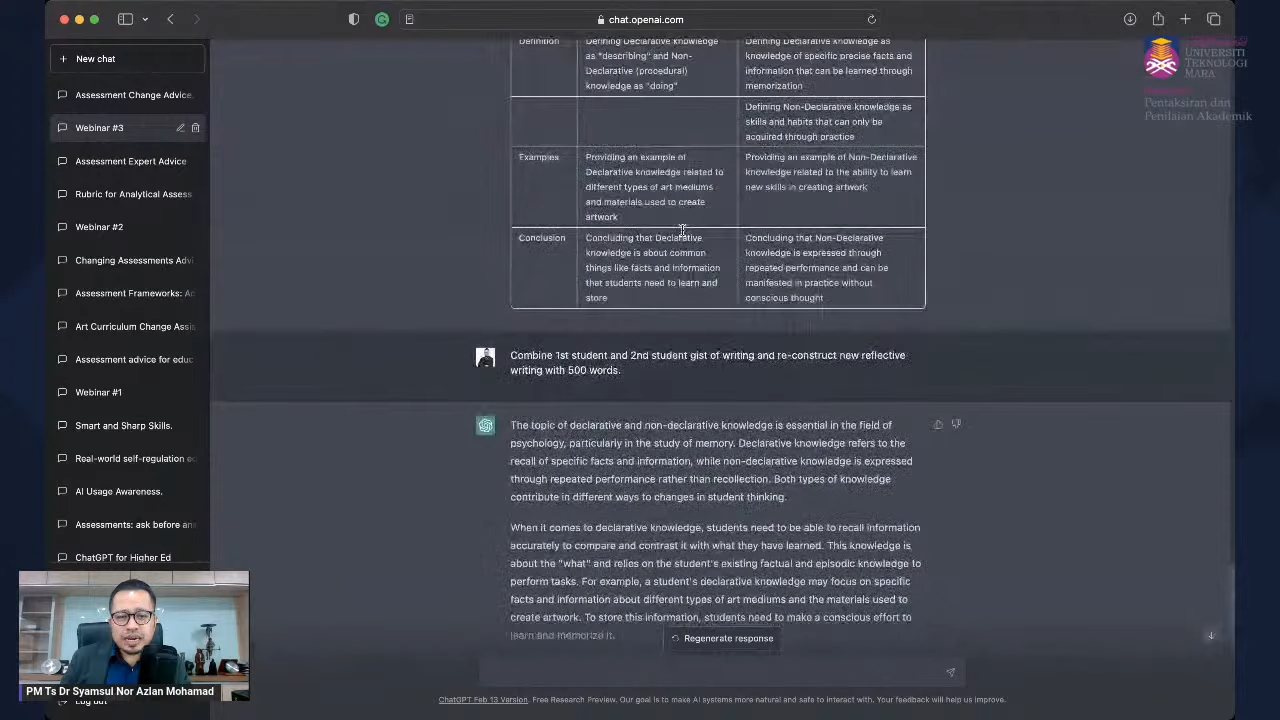 chat.openai.com
New chat
Assessment Change Advice.
Webinar #3
Assessment Expert Advice
Rubric for Analytical Assess
Webinar #2
Changing Assessments Advi
Assessment Frameworks: An
Art Curriculum Change Assis
Assessment advice for educ
Webinar #1
Smart and Sharp Skills.
Real-world self-regulation ec
AI Usage Awareness.
Assessments: ask before an
ChatGPT for Higher Ed
Log out
PM Ts Dr Syamsul Nor Azlan Mohamad
UNIVERSITI
TEKNOLOGI
MARA
Pentaksiran dan
Penilaian Akademik
Definition
Defining Declarative knowledge
as "describing" and Non-
Declarative (procedural)
knowledge as "doing"
Defining Declarative knowledge as
knowledge of specific precise facts and
information that can be learned through
memorization
Defining Non-Declarative knowledge as
skills and habits that can only be
acquired through practice
Examples
Providing an example of
Declarative knowledge related to
different types of art mediums
and materials used to create
artwork
Providing an example of Non-Declarative
knowledge related to the ability to learn
new skills in creating artwork
Conclusion
Concluding that Declarative
knowledge is about common
things like facts and information
that students need to learn and
store
Concluding that Non-Declarative
knowledge is expressed through
repeated performance and can be
manifested in practice without
conscious thought
Combine 1st student and 2nd student gist of writing and re-construct new reflective
writing with 500 words.
The topic of declarative and non-declarative knowledge is essential in the field of
psychology, particularly in the study of memory. Declarative knowledge refers to the
recall of specific facts and information, while non-declarative knowledge is expressed
through repeated performance rather than recollection. Both types of knowledge
contribute in different ways to changes in student thinking.
When it comes to declarative knowledge, students need to be able to recall information
accurately to compare and contrast it with what they have learned. This knowledge is
about the "what" and relies on the student's existing factual and episodic knowledge to
perform tasks. For example, a student's declarative knowledge may focus on specific
facts and information about different types of art mediums and the materials used to
create artwork. To store this information, students need to make a conscious effort to
learn and memorize it.
Regenerate response
ChatGPT Feb 13 Version. Free Research Preview. Our goal is to make AI systems more natural and safe to interact with. Your feedback will help us improve.